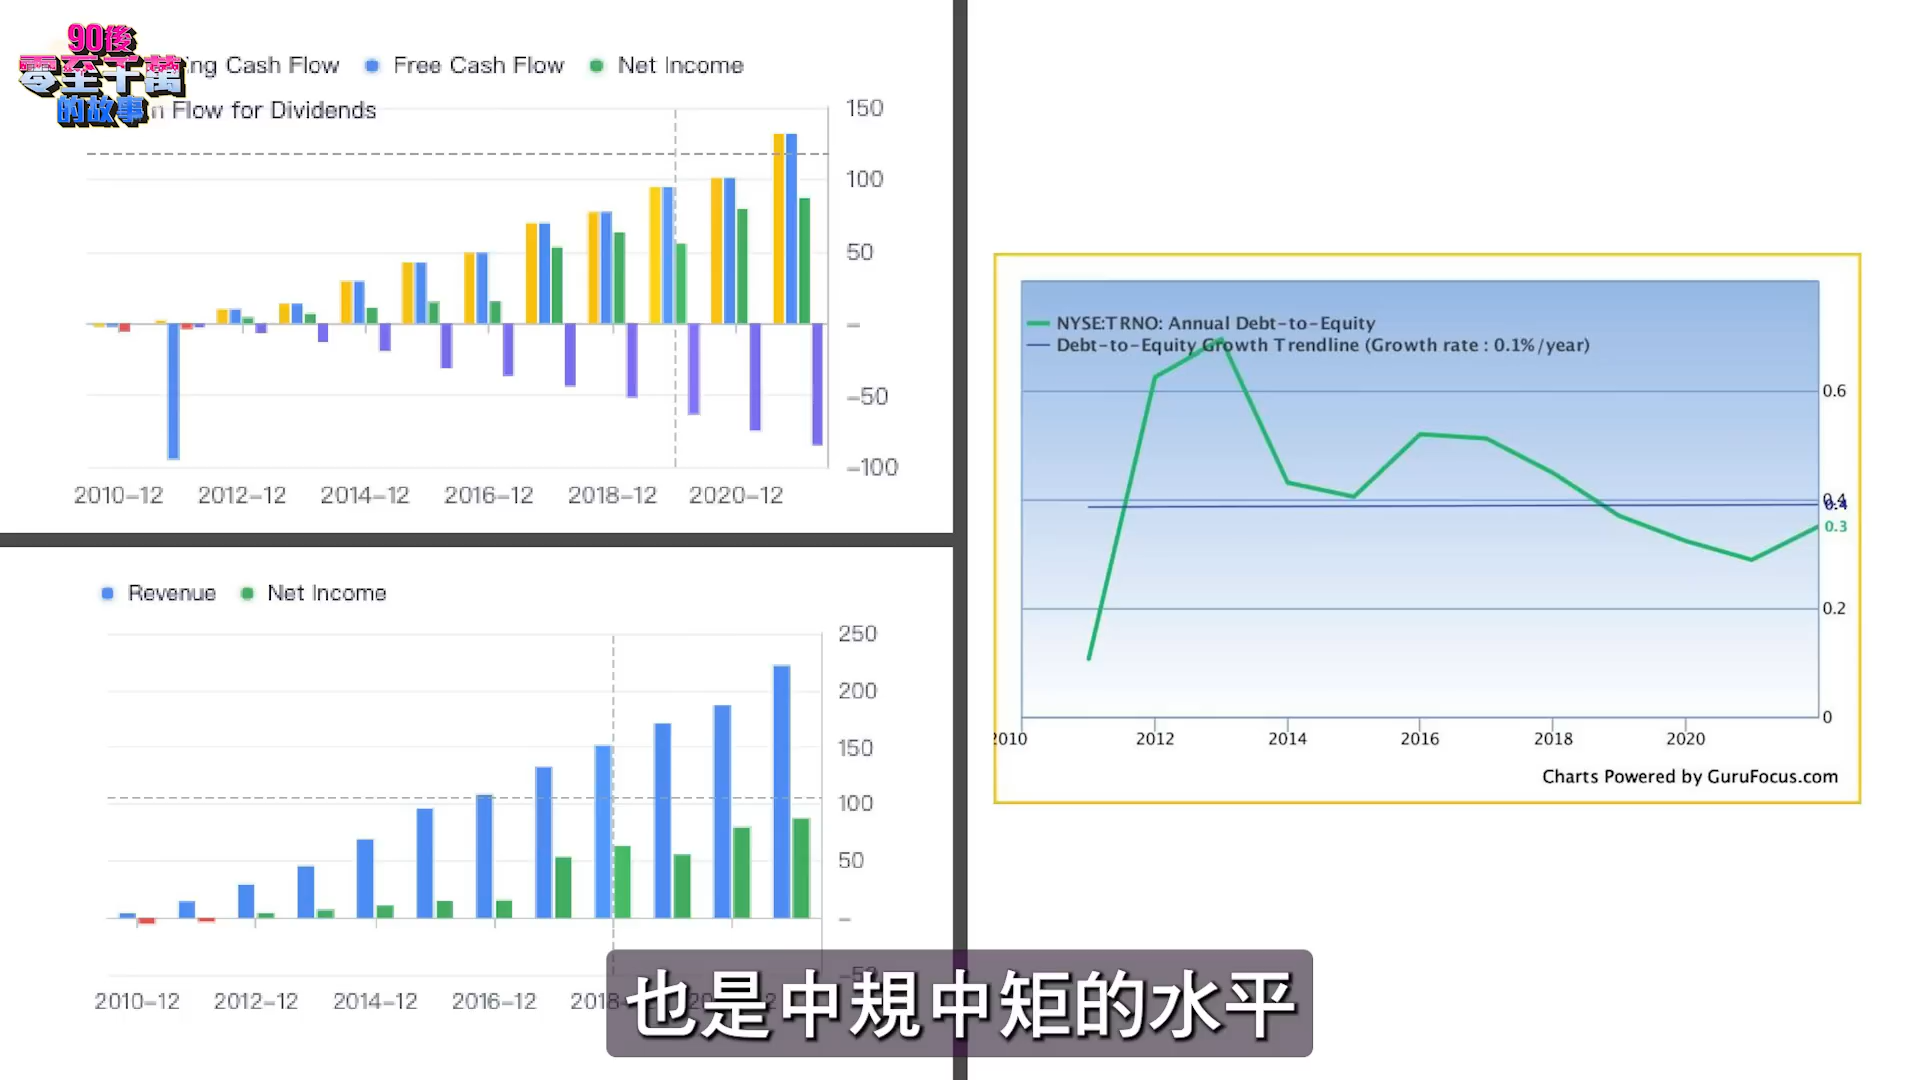 90後
零至千萬
的故事
ing Cash Flow
Free Cash Flow
Net Income
n Flow for Dividends
150
100
50
–
–50
–100
2010–12
2012–12
2014–12
2016–12
2018–12
2020–12
Revenue
Net Income
250
200
150
100
50
–
–50
2010–12
2012–12
2014–12
2016–12
2018
NYSE:TRNO: Annual Debt-to-Equity
Debt-to-Equity Growth Trendline (Growth rate : 0.1%/year)
0.6
0.4
0.4
0.3
0.2
0
2010
2012
2014
2016
2018
2020
Charts Powered by GuruFocus.com
也是中規中矩的水平